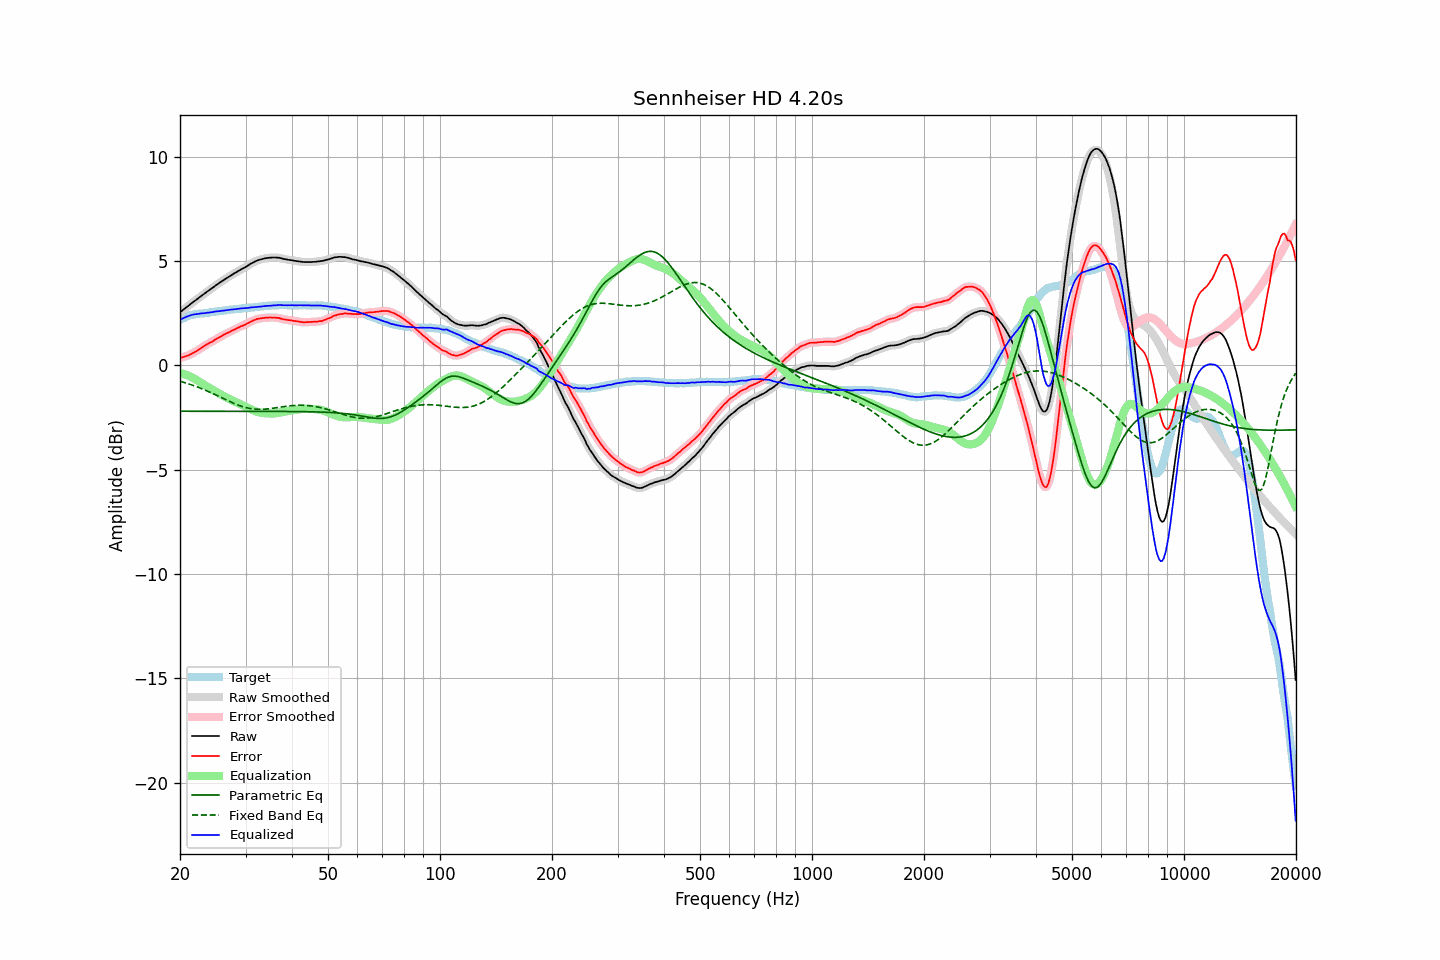 Sennheiser HD 4.20s
10
5
0
−5
−10
−15
−20
Amplitude (dBr)
Target
Raw Smoothed
Error Smoothed
Raw
Error
Equalization
Parametric Eq
Fixed Band Eq
Equalized
20 50 100 200 500 1000 2000 5000 10000 20000
Frequency (Hz)